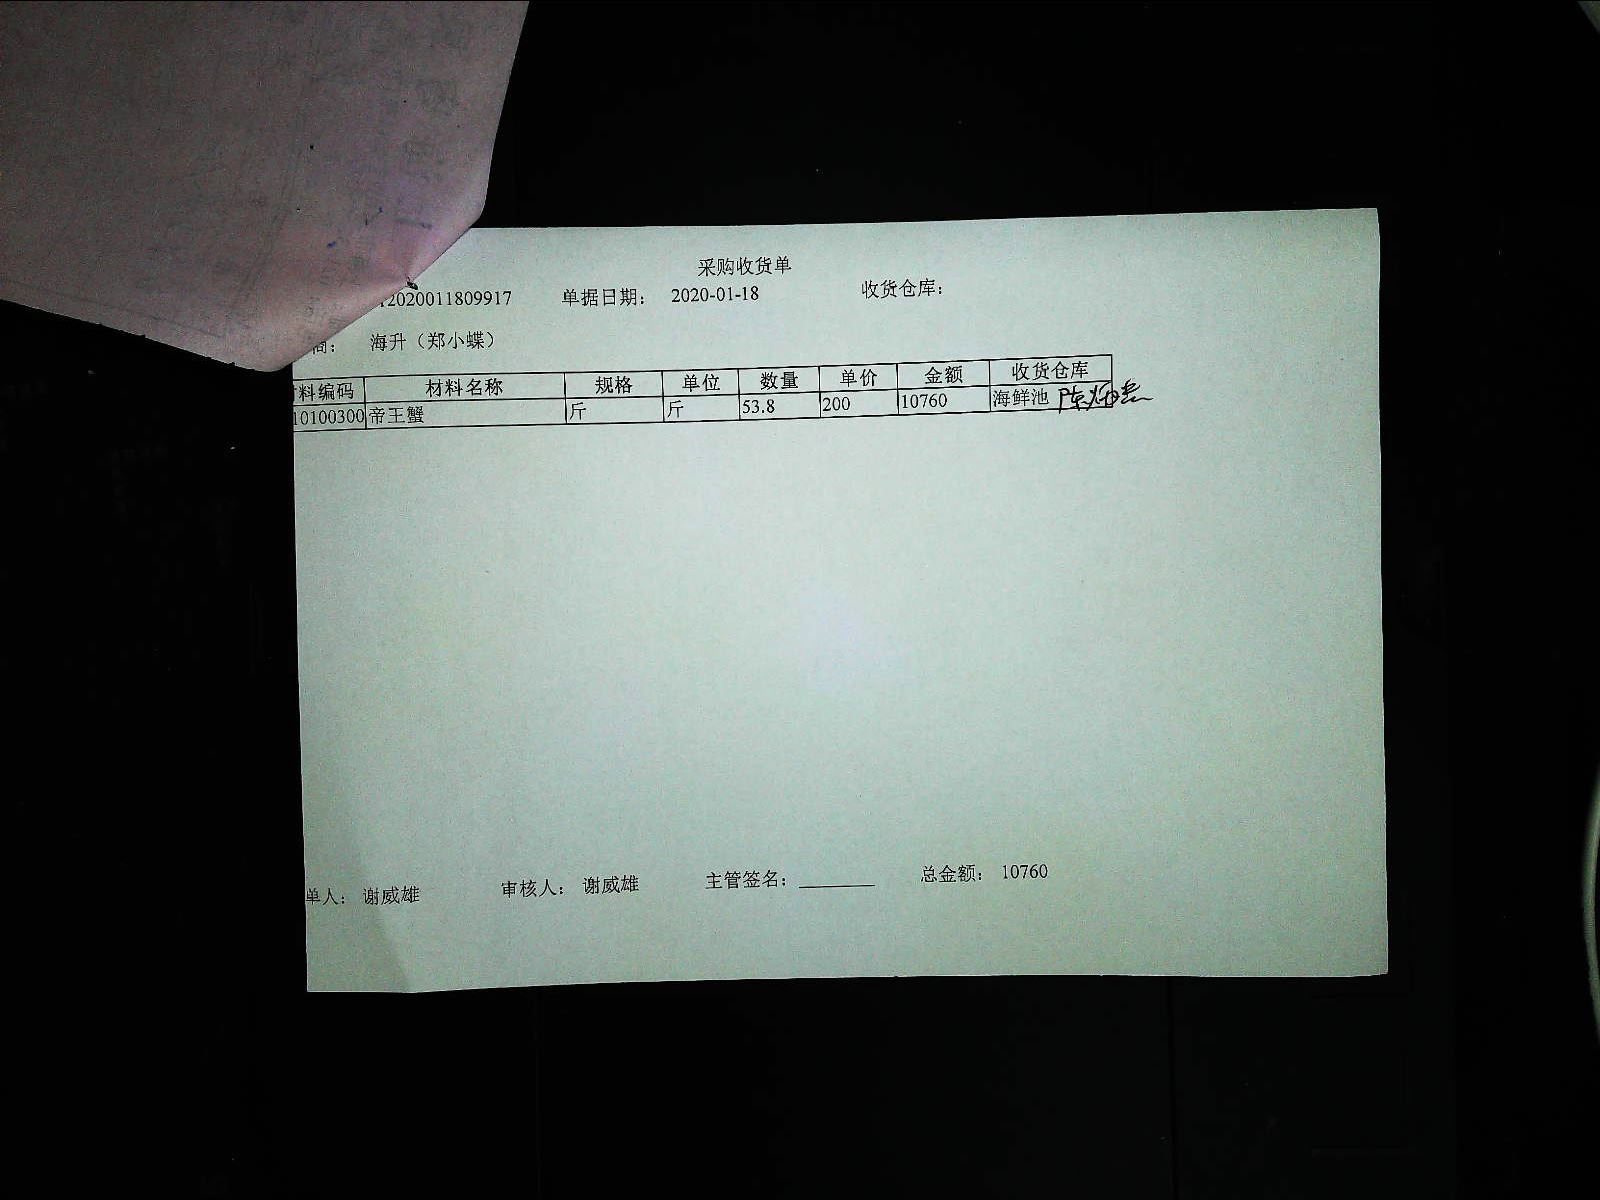 采购收货单
12020011809917 单据日期： 2020-01-18 收货仓库：
商： 海升（郑小蝶）
料编码 材料名称 规格 单位 数量 单价 金额 收货仓库
10100300 帝王蟹 斤 斤 53.8 200 10760 海鲜池
单人： 谢威雄 审核人： 谢威雄 主管签名： 总金额： 10760